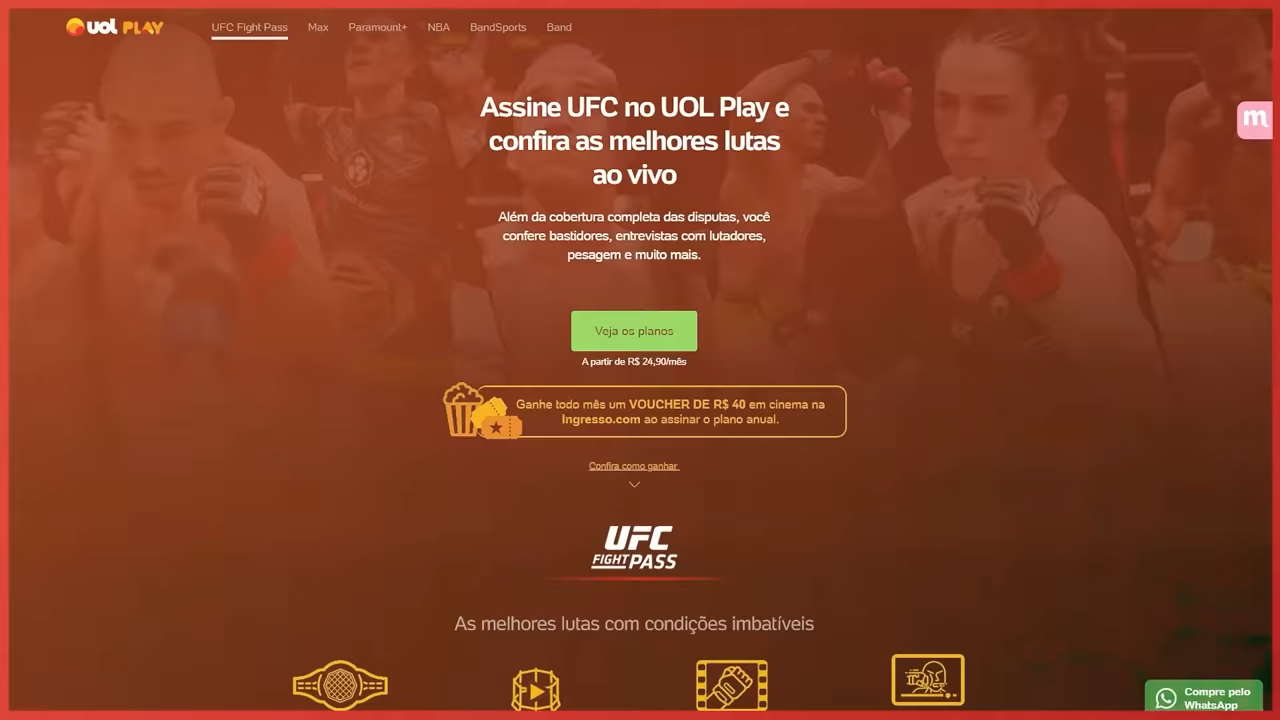 UOL PLAY
UFC Fight Pass Max Paramount+ NBA BandSports Band
Assine UFC no UOL Play e
confira as melhores lutas
ao vivo
m
Além da cobertura completa das disputas, você
confere bastidores, entrevistas com lutadores,
pesagem e muito mais.
Veja os planos
A partir de R$ 24,90/mês
Ganhe todo mês um VOUCHER DE R$ 40 em cinema na
Ingresso.com ao assinar o plano anual.
Confira como ganhar
UFC
FIGHT PASS
As melhores lutas com condições imbatíveis
Compre pelo
WhatsApp